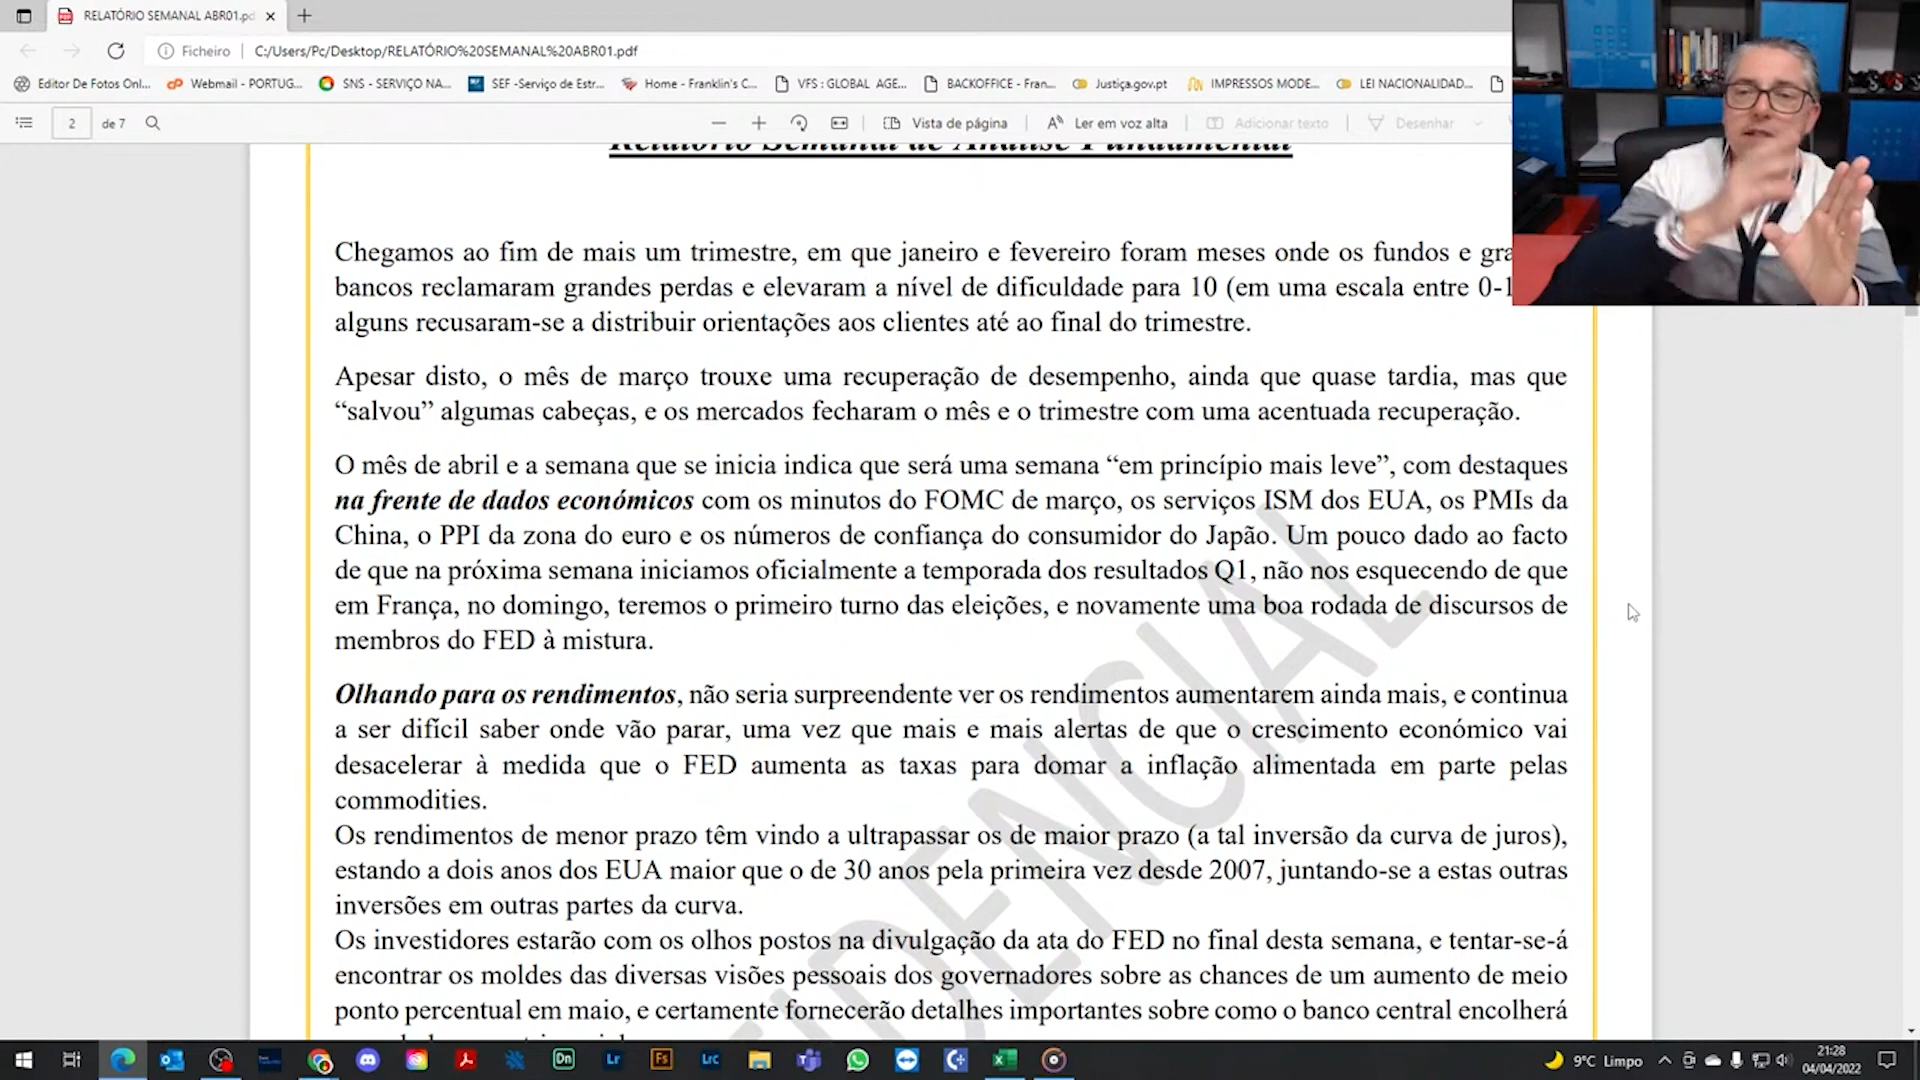 RELATÓRIO SEMANAL ABR01.pd
Ficheiro
C:/Users/Pc/Desktop/RELATÓRIO%20SEMANAL%20ABR01.pdf
Editor De Fotos Onl...
Webmail - PORTUG...
SNS - SERVIÇO NA...
SEF -Serviço de Estr...
Home - Franklin's C...
VFS : GLOBAL AGE...
BACKOFFICE - Fran...
Justiça.gov.pt
IMPRESSOS MODE...
LEI NACIONALIDAD...
2 de 7
Vista de página
Ler em voz alta
Adicionar texto
Desenhar
Relatório Semanal de Análise Fundamental
Chegamos ao fim de mais um trimestre, em que janeiro e fevereiro foram meses onde os fundos e gra
bancos reclamaram grandes perdas e elevaram a nível de dificuldade para 10 (em uma escala entre 0-1
alguns recusaram-se a distribuir orientações aos clientes até ao final do trimestre.
Apesar disto, o mês de março trouxe uma recuperação de desempenho, ainda que quase tardia, mas que
“salvou” algumas cabeças, e os mercados fecharam o mês e o trimestre com uma acentuada recuperação.
O mês de abril e a semana que se inicia indica que será uma semana “em princípio mais leve”, com destaques
na frente de dados económicos com os minutos do FOMC de março, os serviços ISM dos EUA, os PMIs da
China, o PPI da zona do euro e os números de confiança do consumidor do Japão. Um pouco dado ao facto
de que na próxima semana iniciamos oficialmente a temporada dos resultados Q1, não nos esquecendo de que
em França, no domingo, teremos o primeiro turno das eleições, e novamente uma boa rodada de discursos de
membros do FED à mistura.
Olhando para os rendimentos, não seria surpreendente ver os rendimentos aumentarem ainda mais, e continua
a ser difícil saber onde vão parar, uma vez que mais e mais alertas de que o crescimento económico vai
desacelerar à medida que o FED aumenta as taxas para domar a inflação alimentada em parte pelas
commodities.
Os rendimentos de menor prazo têm vindo a ultrapassar os de maior prazo (a tal inversão da curva de juros),
estando a dois anos dos EUA maior que o de 30 anos pela primeira vez desde 2007, juntando-se a estas outras
inversões em outras partes da curva.
Os investidores estarão com os olhos postos na divulgação da ata do FED no final desta semana, e tentar-se-á
encontrar os moldes das diversas visões pessoais dos governadores sobre as chances de um aumento de meio
ponto percentual em maio, e certamente fornecerão detalhes importantes sobre como o banco central encolherá
IDENCIAL
Dn
Lr
Fs
Lrc
9°C Limpo
21:28
04/04/2022